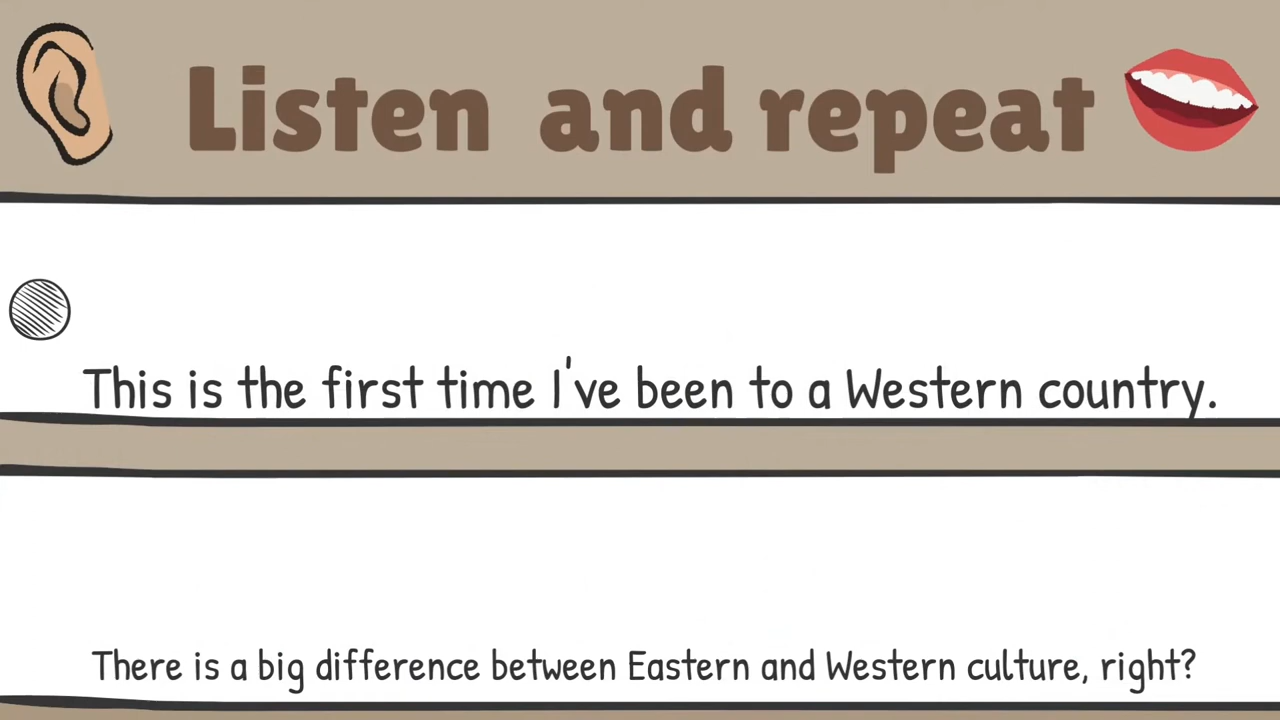 Listen and repeat
This is the first time I've been to a Western country.
There is a big difference between Eastern and Western culture, right?